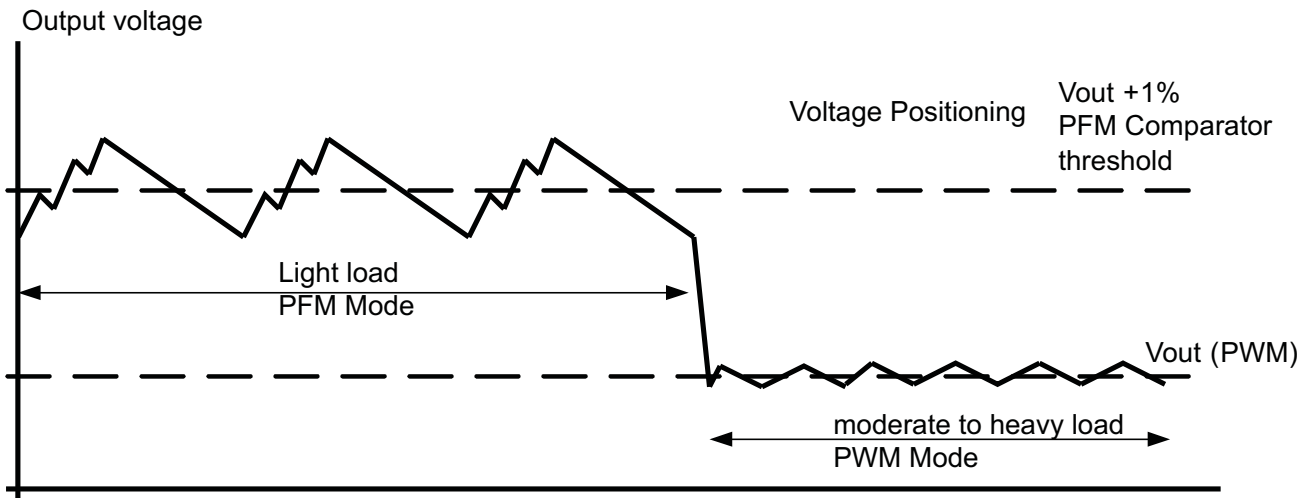 Output voltage
Voltage Positioning
Vout +1%
PFM Comparator
threshold
Light load
PFM Mode
Vout (PWM)
moderate to heavy load
PWM Mode